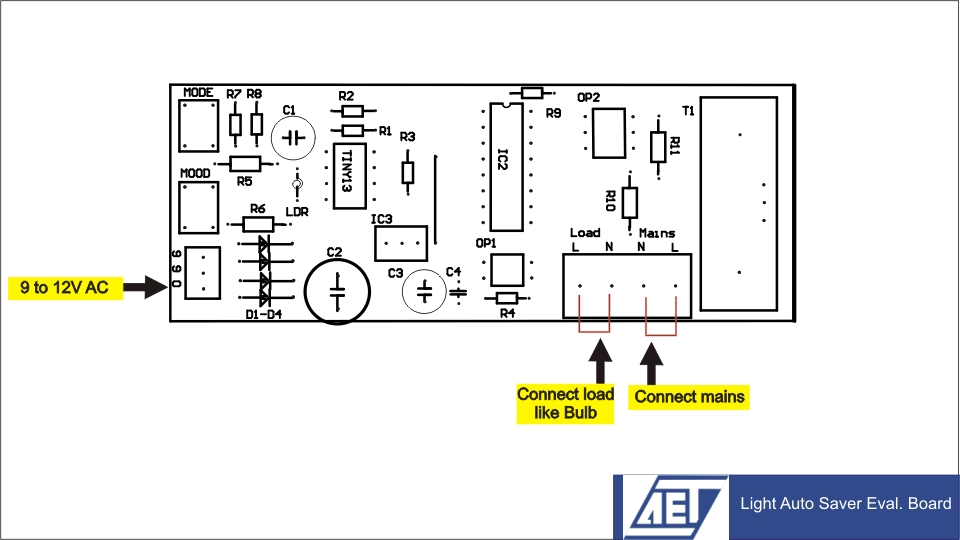 MODE
R7 R8
C1
R2
R1
R3
R9
OP2
T1
R11
R5
TINY13
IC2
MOOD
LDR
R10
R6
IC3
Load
Mains
L N N L
OP1
C2
C3
C4
9 9 0
9 to 12V AC
D1-D4
R4
Connect load
like Bulb
Connect mains
AET
Light Auto Saver Eval. Board